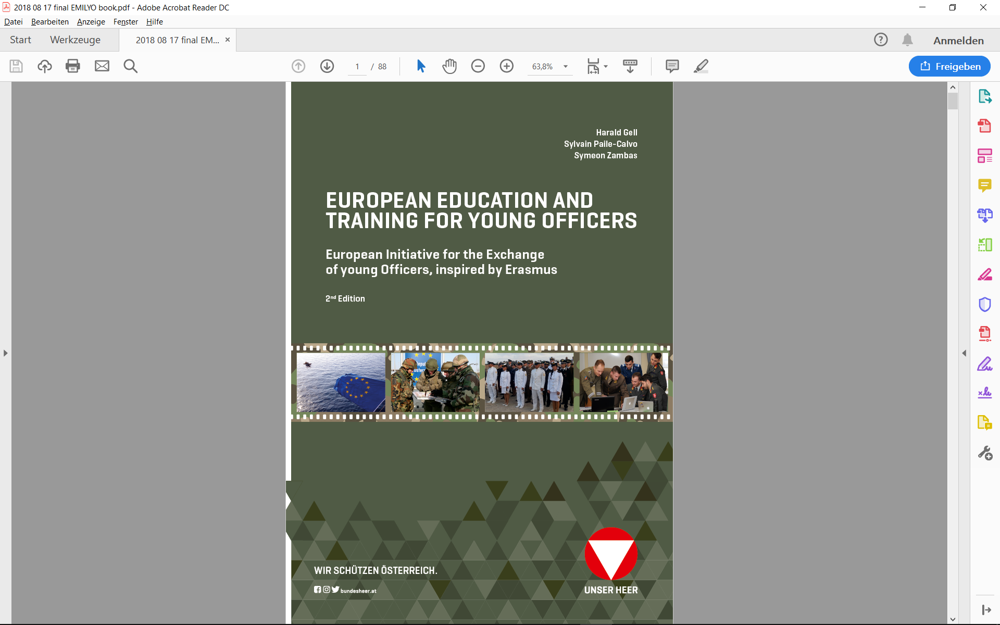 2018 08 17 final EMILYO book.pdf - Adobe Acrobat Reader DC
Datei Bearbeiten Anzeige Fenster Hilfe
Start Werkzeuge 2018 08 17 final EM... Anmelden
1 / 88 63,8% Freigeben
Harald Gell
Sylvain Paile-Calvo
Symeon Zambas
EUROPEAN EDUCATION AND
TRAINING FOR YOUNG OFFICERS
European Initiative for the Exchange
of young Officers, inspired by Erasmus
2nd Edition
WIR SCHÜTZEN ÖSTERREICH.
bundesheer.at
UNSER HEER